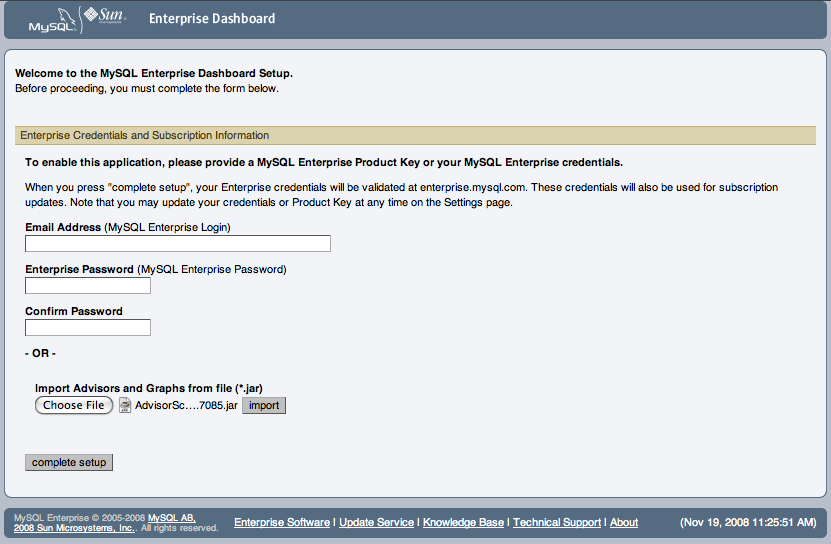 MySQL Sun microsystems Enterprise Dashboard
Welcome to the MySQL Enterprise Dashboard Setup.
Before proceeding, you must complete the form below.
Enterprise Credentials and Subscription Information
To enable this application, please provide a MySQL Enterprise Product Key or your MySQL Enterprise credentials.
When you press "complete setup", your Enterprise credentials will be validated at enterprise.mysql.com. These credentials will also be used for subscription
updates. Note that you may update your credentials or Product Key at any time on the Settings page.
Email Address (MySQL Enterprise Login)
Enterprise Password (MySQL Enterprise Password)
Confirm Password
- OR -
Import Advisors and Graphs from file (*.jar)
Choose File AdvisorSc....7085.jar import
complete setup
MySQL Enterprise © 2005-2008 MySQL AB,
2008 Sun Microsystems, Inc.. All rights reserved.
Enterprise Software | Update Service | Knowledge Base | Technical Support | About
(Nov 19, 2008 11:25:51 AM)